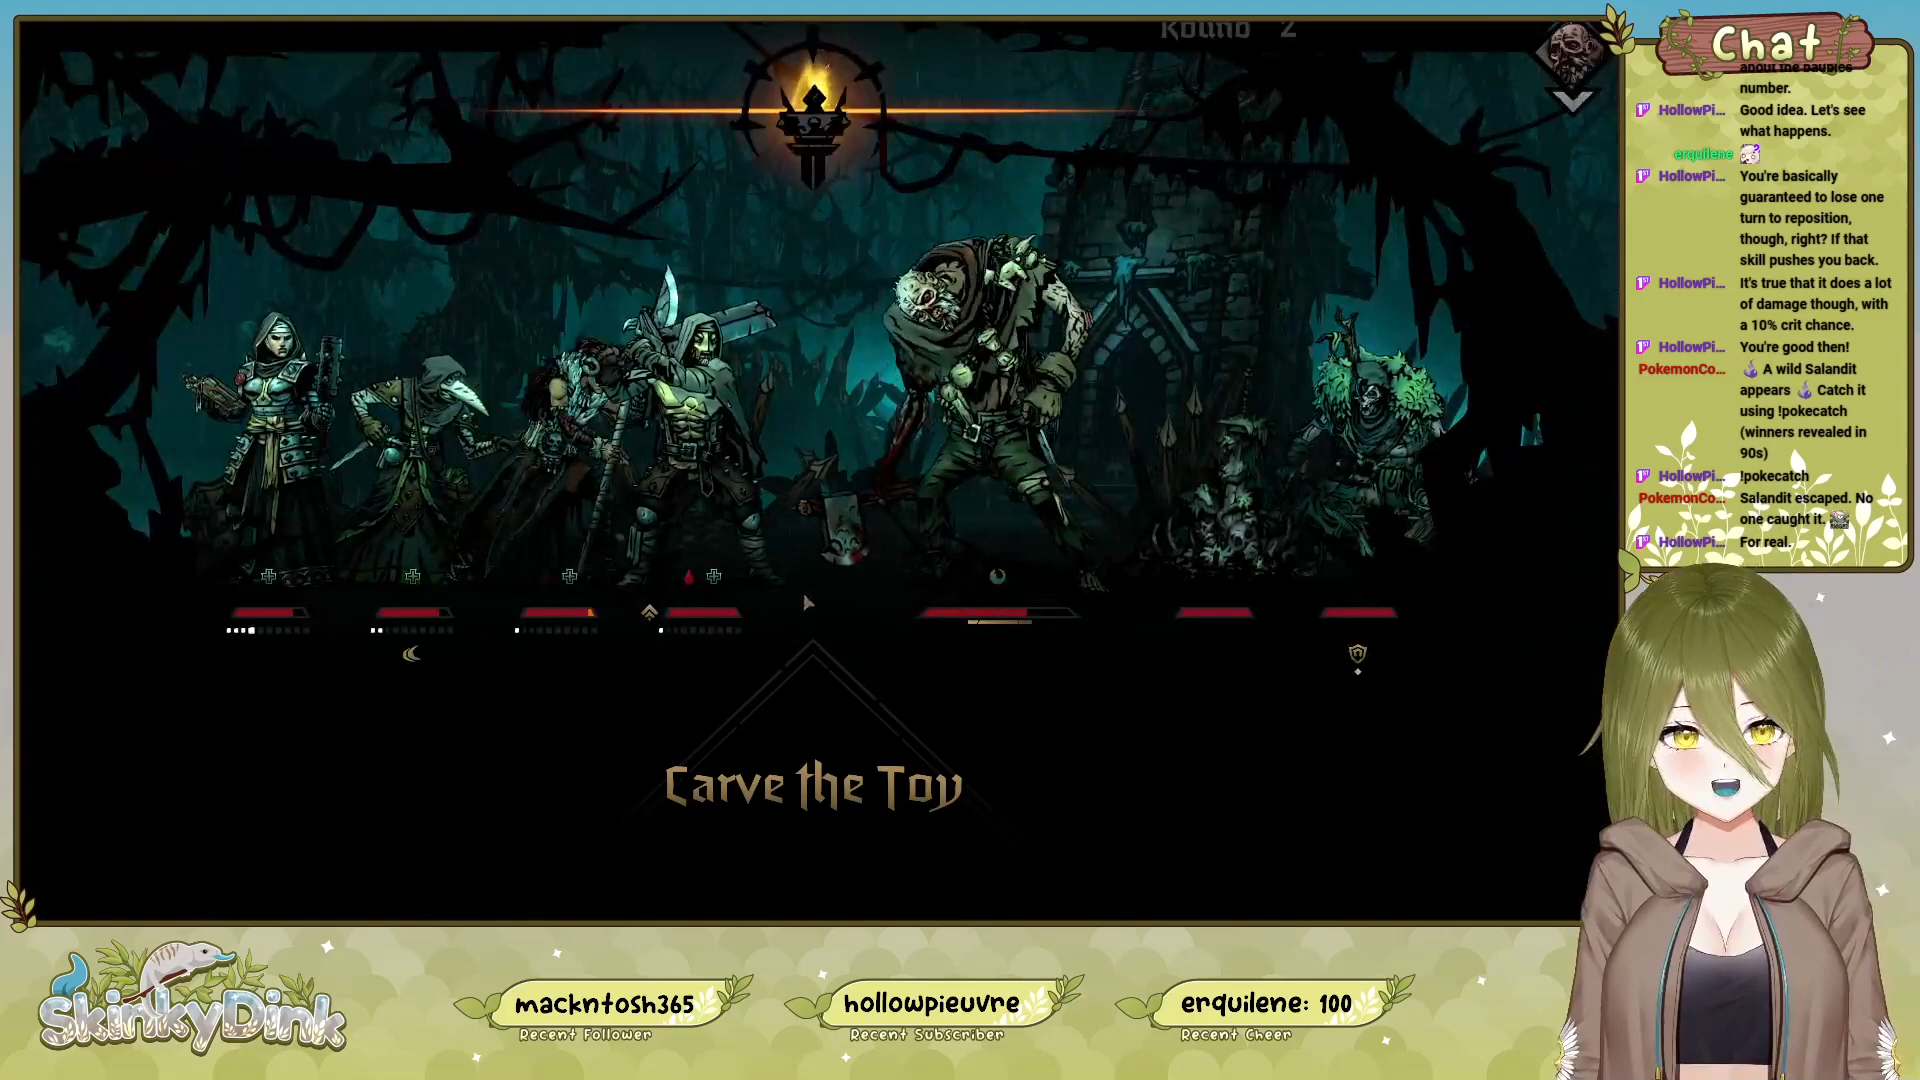 Round 2
Chat
about the baubles
number.
HollowPi... Good idea. Let's see
what happens.
erquilene
HollowPi... You're basically
guaranteed to lose one
turn to reposition,
though, right? If that
skill pushes you back.
HollowPi... It's true that it does a lot
of damage though, with
a 10% crit chance.
HollowPi... You're good then!
PokemonCo... A wild Salandit
appears Catch it
using !pokecatch
(winners revealed in
90s)
HollowPi... !pokecatch
PokemonCo... Salandit escaped. No
one caught it.
HollowPi... For real.
Carve the Toy
SkinkyDink
mackntosh365
Recent Follower
hollowpieuvre
Recent Subscriber
erquilene: 100
Recent Cheer